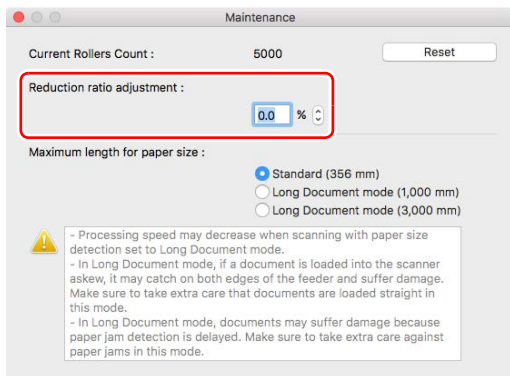 Maintenance
Current Rollers Count : 5000 Reset
Reduction ratio adjustment :
0.0 %
Maximum length for paper size :
Standard (356 mm)
Long Document mode (1,000 mm)
Long Document mode (3,000 mm)
- Processing speed may decrease when scanning with paper size
detection set to Long Document mode.
- In Long Document mode, if a document is loaded into the scanner
askew, it may catch on both edges of the feeder and suffer damage.
Make sure to take extra care that documents are loaded straight in
this mode.
- In Long Document mode, documents may suffer damage because
paper jam detection is delayed. Make sure to take extra care against
paper jams in this mode.